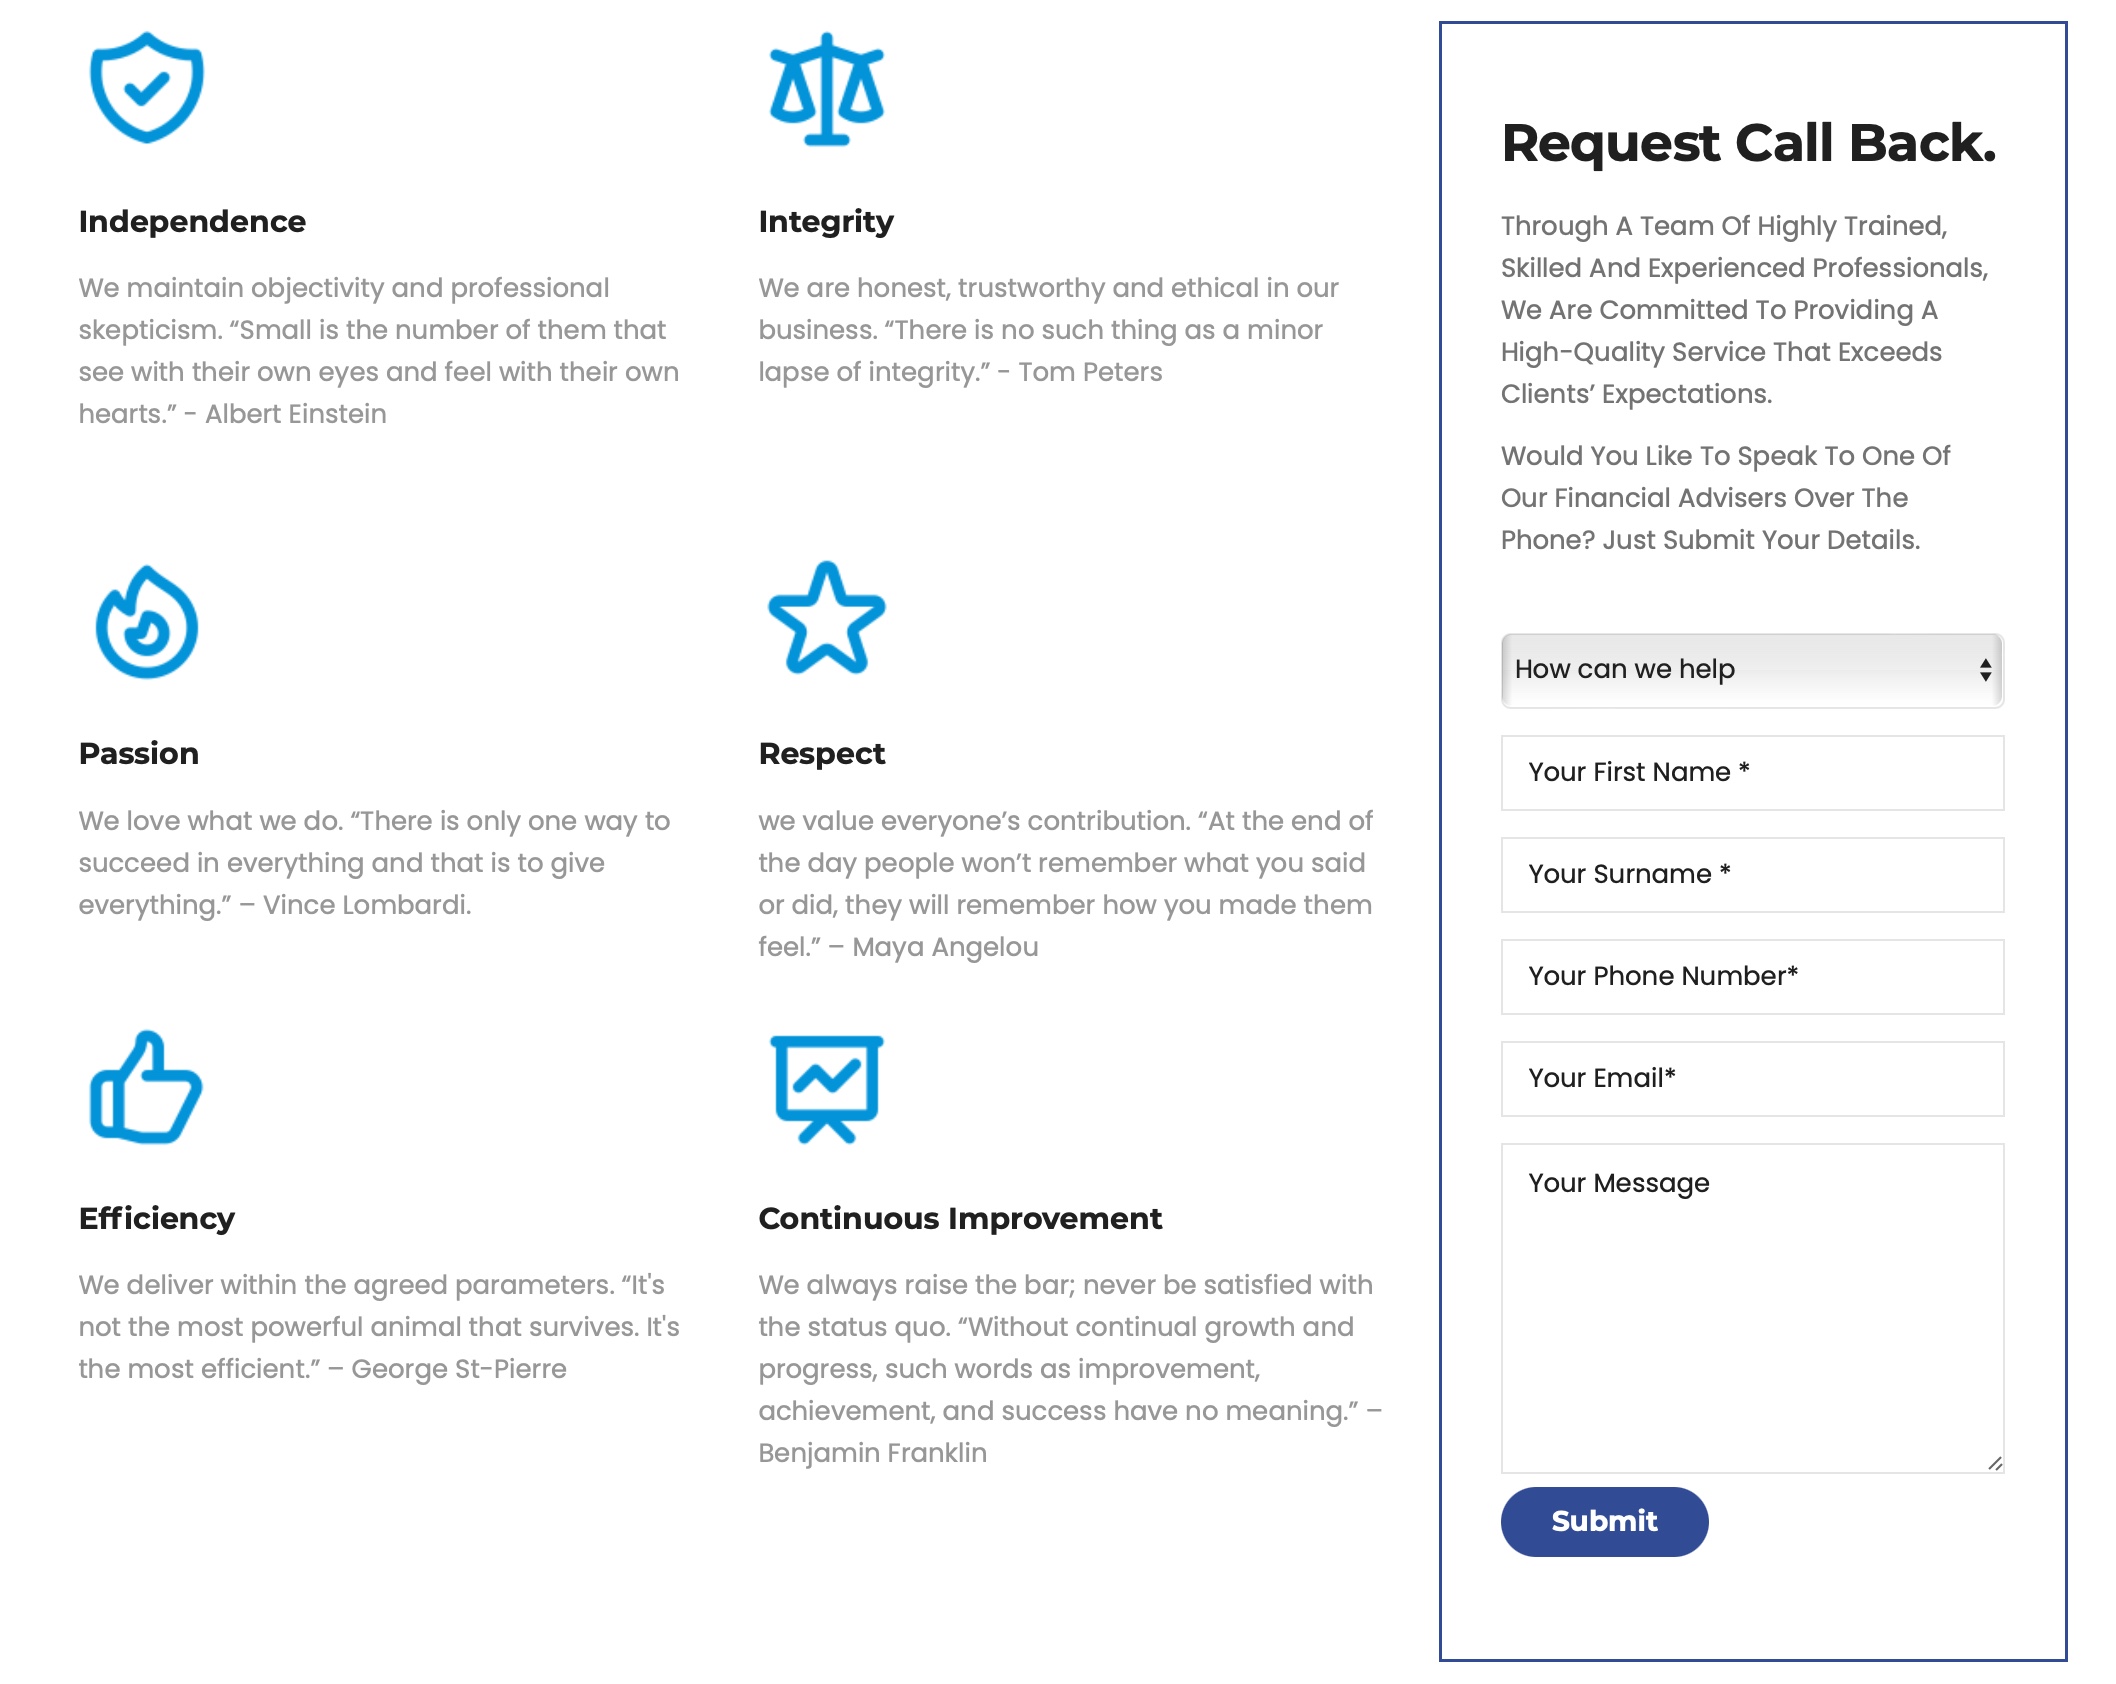 Independence
We maintain objectivity and professional
skepticism. “Small is the number of them that
see with their own eyes and feel with their own
hearts.” - Albert Einstein
Integrity
We are honest, trustworthy and ethical in our
business. “There is no such thing as a minor
lapse of integrity.” - Tom Peters
Passion
We love what we do. “There is only one way to
succeed in everything and that is to give
everything.” – Vince Lombardi.
Respect
we value everyone’s contribution. “At the end of
the day people won’t remember what you said
or did, they will remember how you made them
feel.” – Maya Angelou
Efficiency
We deliver within the agreed parameters. “It's
not the most powerful animal that survives. It's
the most efficient.” – George St-Pierre
Continuous Improvement
We always raise the bar; never be satisfied with
the status quo. “Without continual growth and
progress, such words as improvement,
achievement, and success have no meaning.” –
Benjamin Franklin
Request Call Back.
Through A Team Of Highly Trained,
Skilled And Experienced Professionals,
We Are Committed To Providing A
High-Quality Service That Exceeds
Clients’ Expectations.
Would You Like To Speak To One Of
Our Financial Advisers Over The
Phone? Just Submit Your Details.
How can we help
Your First Name *
Your Surname *
Your Phone Number*
Your Email*
Your Message
Submit